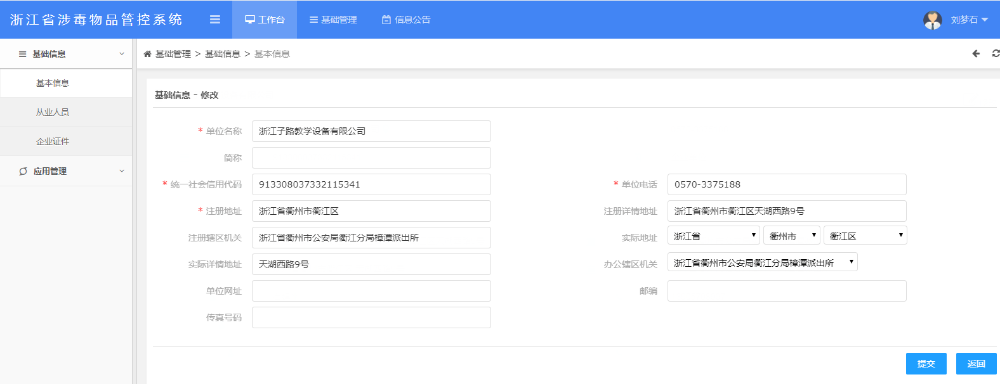 浙江省涉毒物品管控系统 工作台 基础管理 信息公告 刘梦石
基础信息
基础管理 > 基础信息 > 基本信息
基本信息
从业人员
企业证件
应用管理
基础信息 - 修改
* 单位名称 浙江子路教学设备有限公司
简称
* 统一社会信用代码 913308037332115341 * 单位电话 0570-3375188
* 注册地址 浙江省衢州市衢江区 注册详情地址 浙江省衢州市衢江区天湖西路9号
注册辖区机关 浙江省衢州市公安局衢江分局樟潭派出所 实际地址 浙江省 衢州市 衢江区
实际详情地址 天湖西路9号 办公辖区机关 浙江省衢州市公安局衢江分局樟潭派出所
单位网址 邮编
传真号码
提交 返回